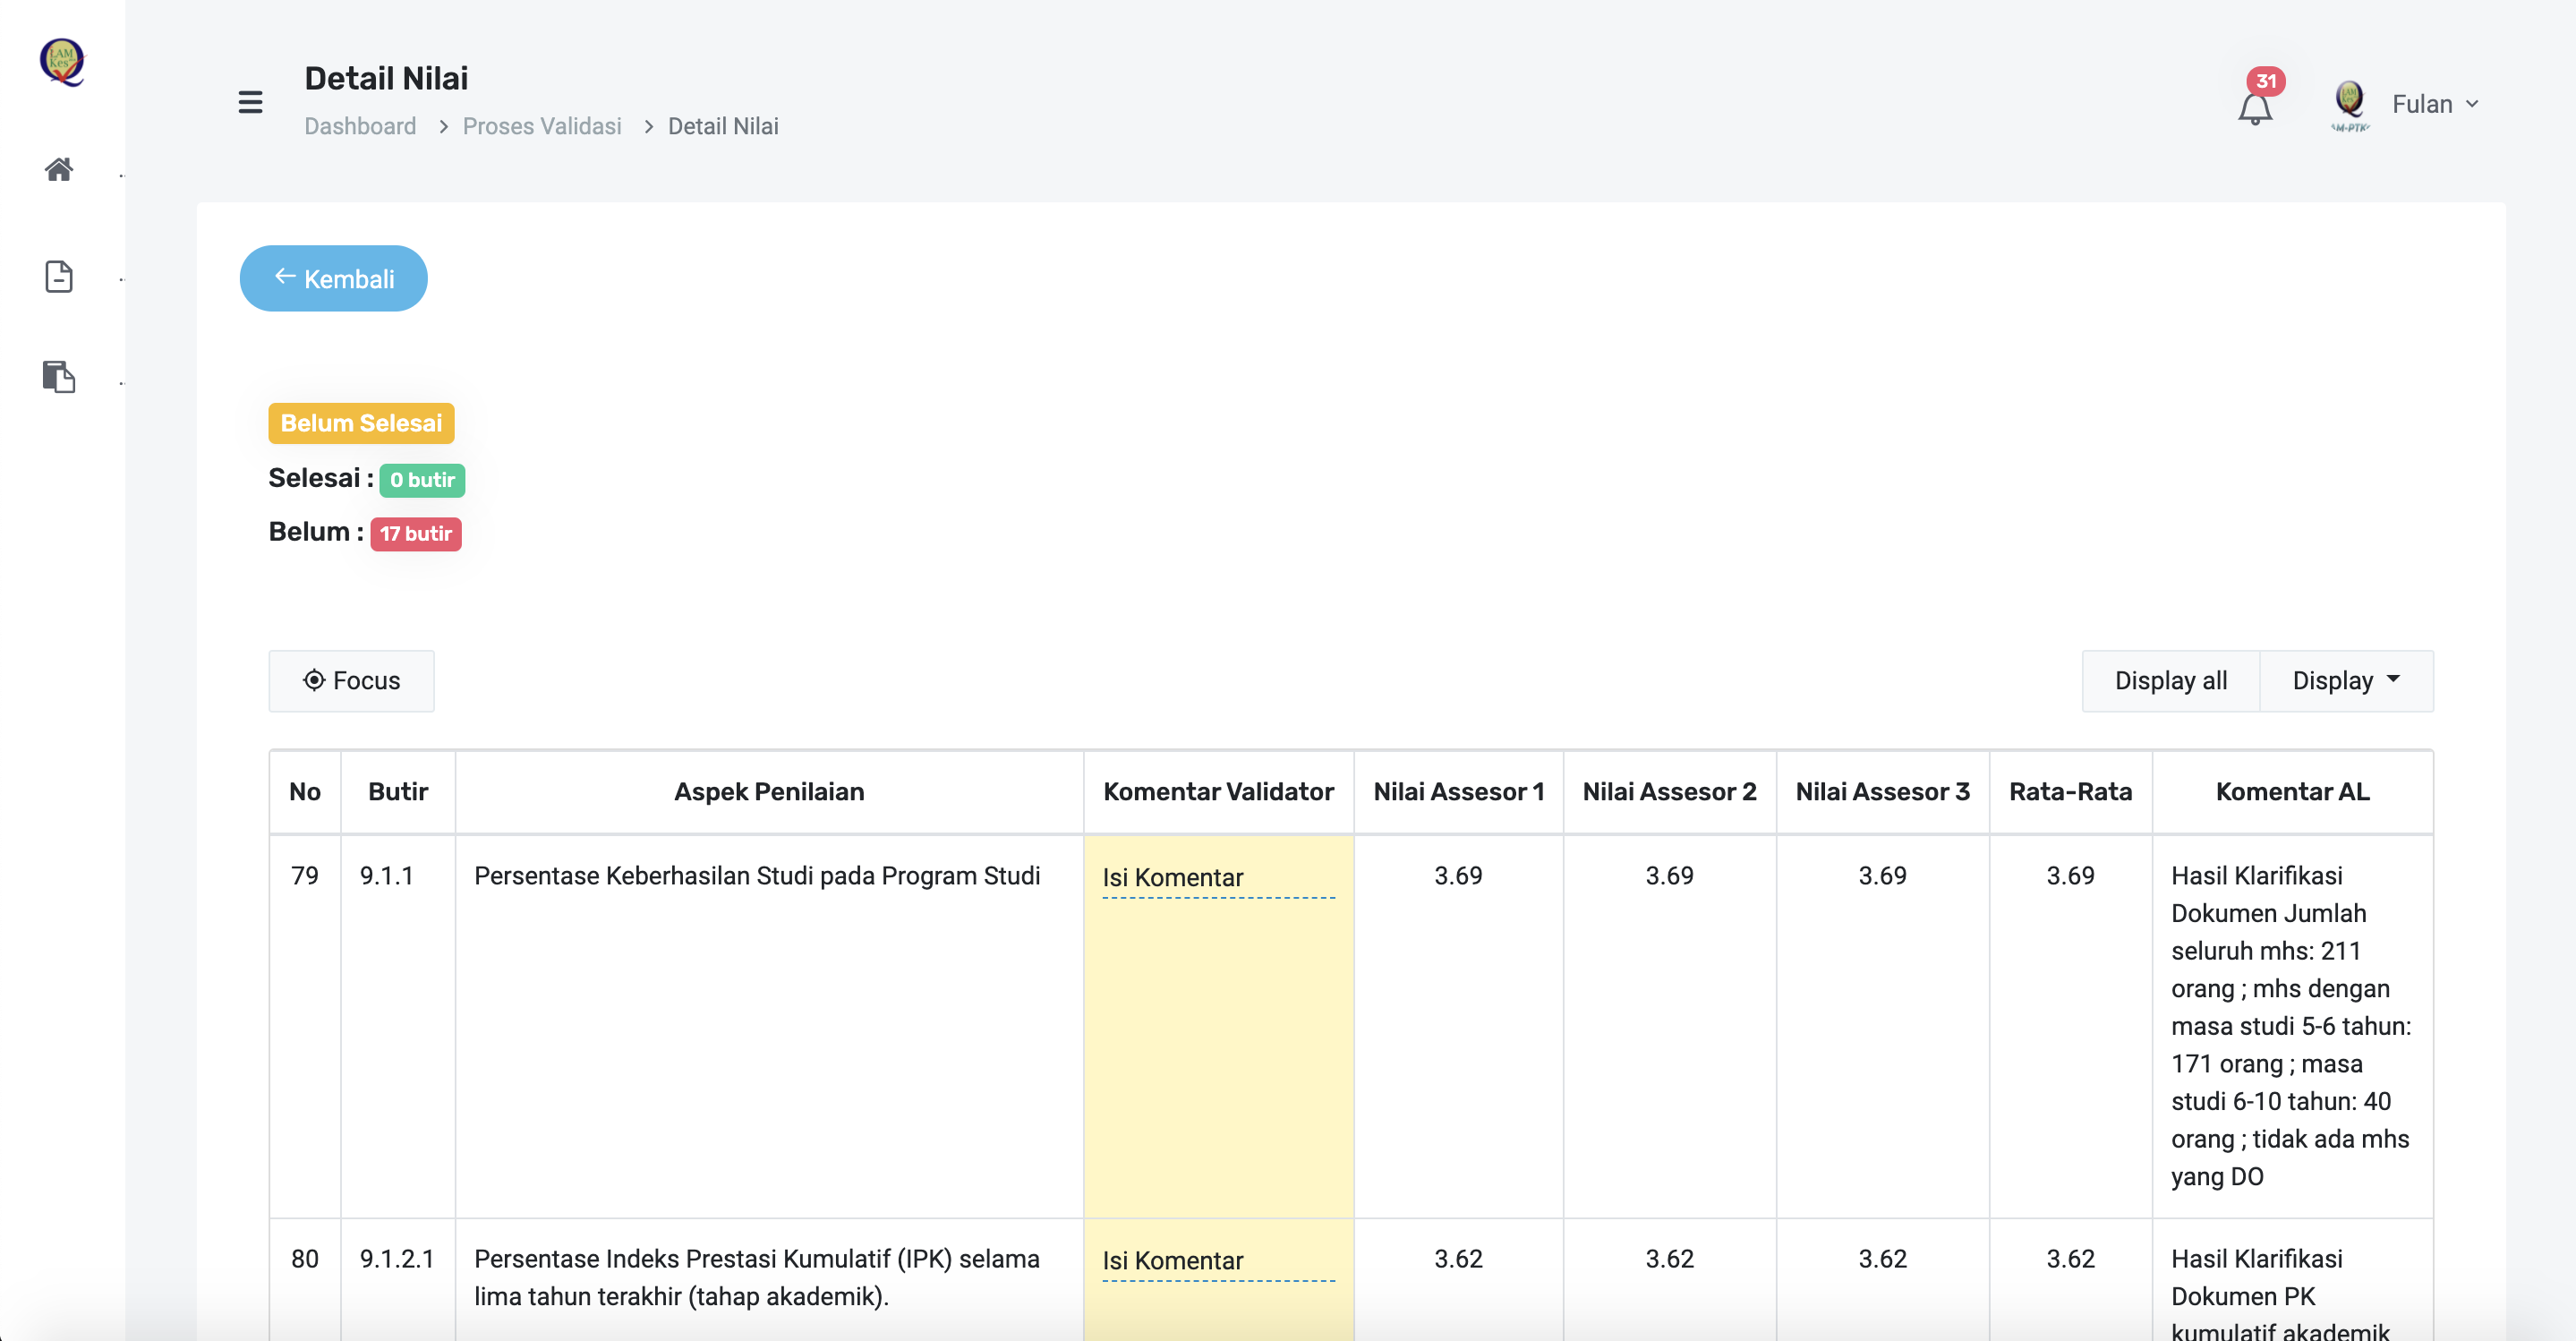 LAM
Kes
Detail Nilai
Dashboard > Proses Validasi > Detail Nilai
31
Fulan
Kembali
Belum Selesai
Selesai : 0 butir
Belum : 17 butir
Focus
Display all
Display
No
Butir
Aspek Penilaian
Komentar Validator
Nilai Assesor 1
Nilai Assesor 2
Nilai Assesor 3
Rata-Rata
Komentar AL
79
9.1.1
Persentase Keberhasilan Studi pada Program Studi
Isi Komentar
3.69
3.69
3.69
3.69
Hasil Klarifikasi
Dokumen Jumlah
seluruh mhs: 211
orang ; mhs dengan
masa studi 5-6 tahun:
171 orang ; masa
studi 6-10 tahun: 40
orang ; tidak ada mhs
yang DO
80
9.1.2.1
Persentase Indeks Prestasi Kumulatif (IPK) selama
lima tahun terakhir (tahap akademik).
Isi Komentar
3.62
3.62
3.62
3.62
Hasil Klarifikasi
Dokumen PK
kumulatif akademik